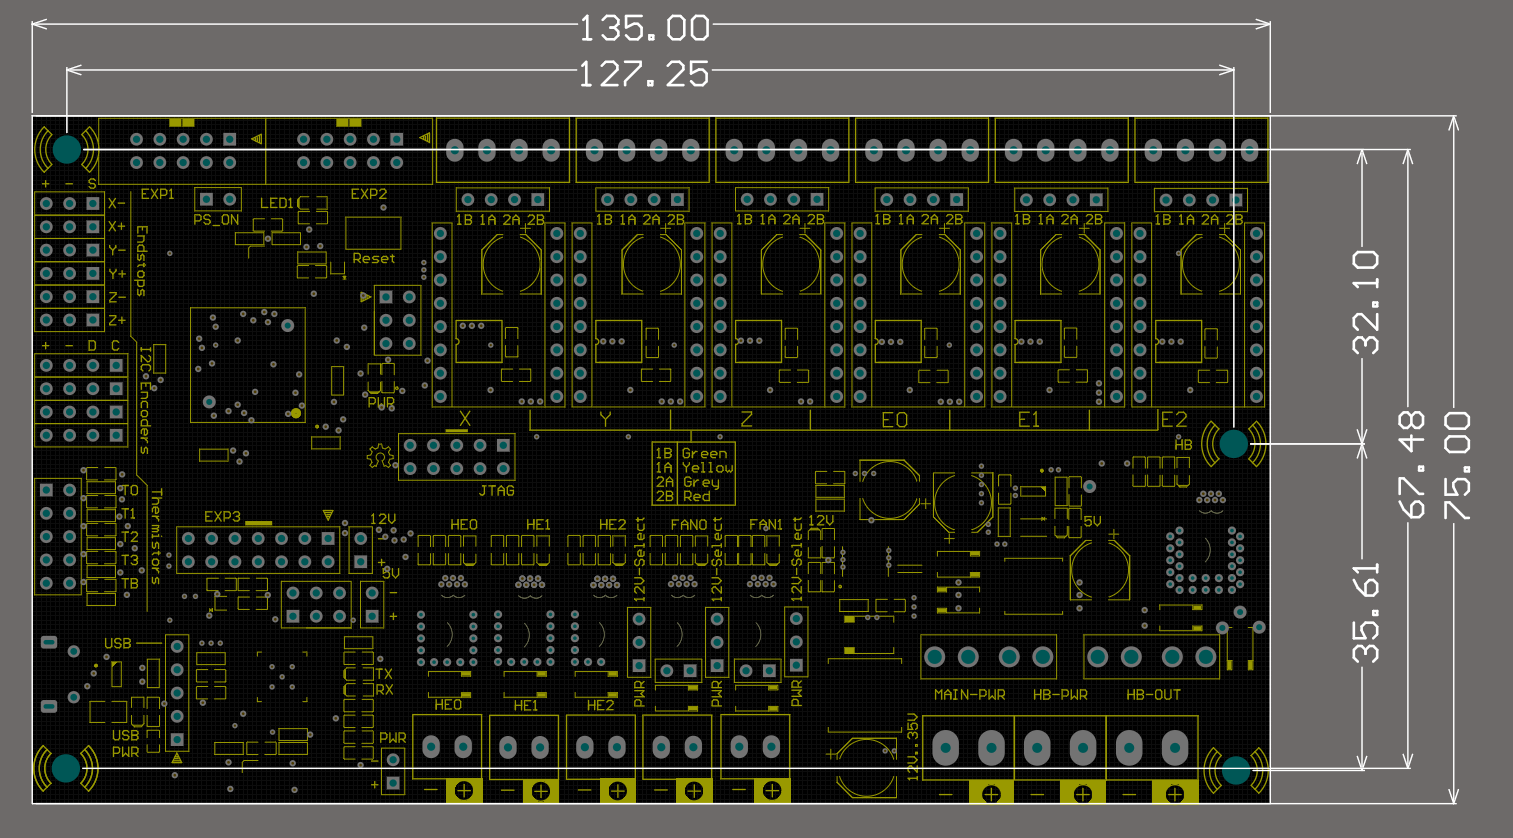 135.00
127.25
+ - S
EXP1
EXP2
PS_ON
LED1
X-
X+
Y-
Y+
Z-
Z+
Endstops
Reset
1B 1A 2A 2B
1B 1A 2A 2B
1B 1A 2A 2B
1B 1A 2A 2B
1B 1A 2A 2B
1B 1A 2A 2B
32.10
+ - D C
I2C Encoders
PWR
X
Y
Z
E0
E1
E2
HB
67.48
75.00
1B Green
1A Yellow
2A Grey
2B Red
JTAG
T0
T1
T2
T3
TB
Thermistors
EXP3
12V
-
+
5V
-
+
HE0
HE1
HE2
FAN0
FAN1
12V-Select
12V-Select
12V-Select
12V
5V
35.61
USB
TX
RX
PWR
PWR
PWR
MAIN-PWR
HB-PWR
HB-OUT
HE0
HE1
HE2
USB
PWR
PWR
-
+
12V..35V
- +
- +
- +
- +
- +
- +
- +
- +